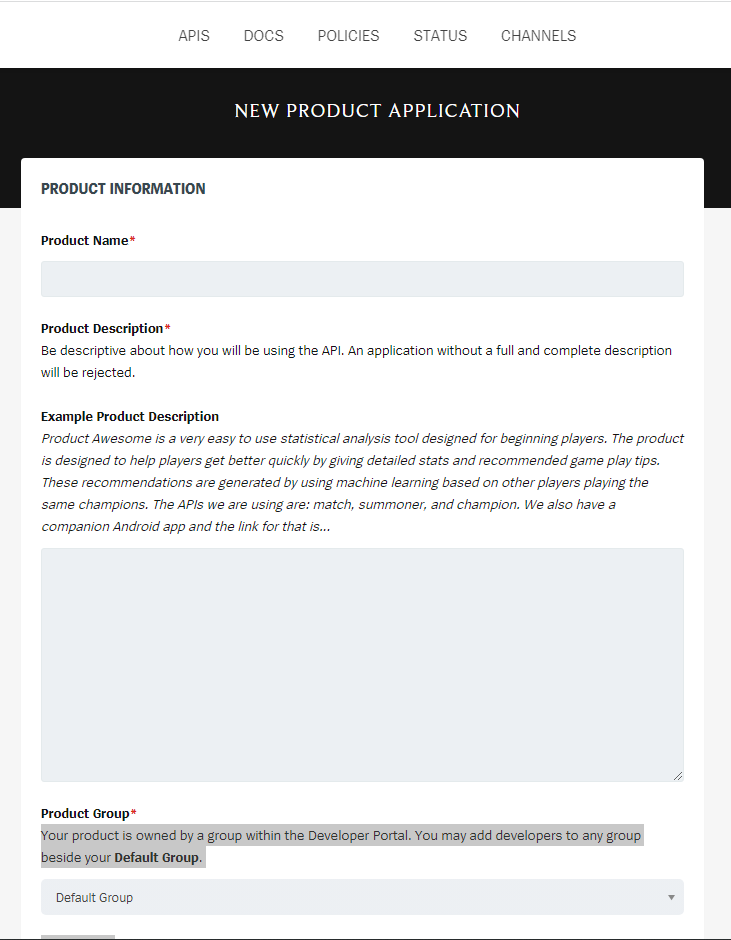 APIS DOCS POLICIES STATUS CHANNELS
NEW PRODUCT APPLICATION
PRODUCT INFORMATION
Product Name*
Product Description*
Be descriptive about how you will be using the API. An application without a full and complete description
will be rejected.
Example Product Description
Product Awesome is a very easy to use statistical analysis tool designed for beginning players. The product
is designed to help players get better quickly by giving detailed stats and recommended game play tips.
These recommendations are generated by using machine learning based on other players playing the
same champions. The APIs we are using are: match, summoner, and champion. We also have a
companion Android app and the link for that is...
Product Group*
Your product is owned by a group within the Developer Portal. You may add developers to any group
beside your Default Group.
Default Group